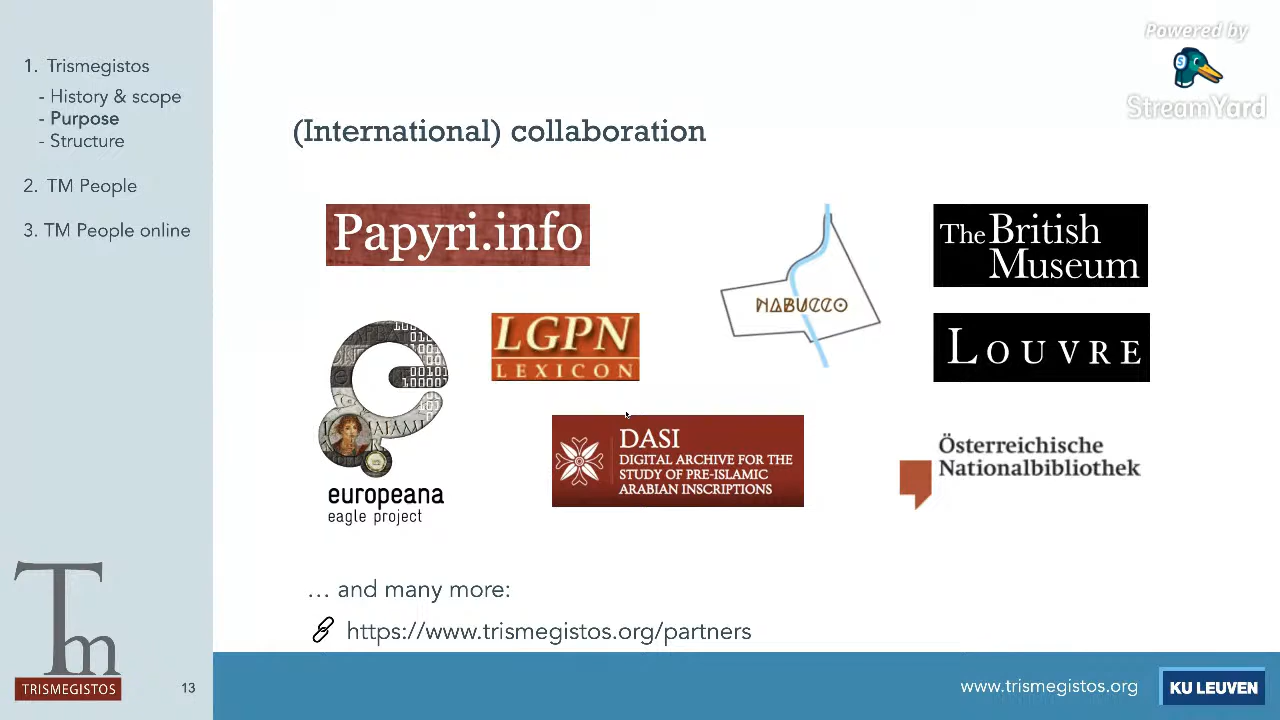 1. Trismegistos
- History & scope
- Purpose
- Structure
2. TM People
3. TM People online
Tm
TRISMEGISTOS
13
Powered by
StreamYard
(International) collaboration
Papyri.info
NABUCCO
The British
Museum
LGPN
LEXICON
LOUVRE
europeana
eagle project
DASI
DIGITAL ARCHIVE FOR THE
STUDY OF PRE-ISLAMIC
ARABIAN INSCRIPTIONS
Österreichische
Nationalbibliothek
… and many more:
https://www.trismegistos.org/partners
www.trismegistos.org
KU LEUVEN